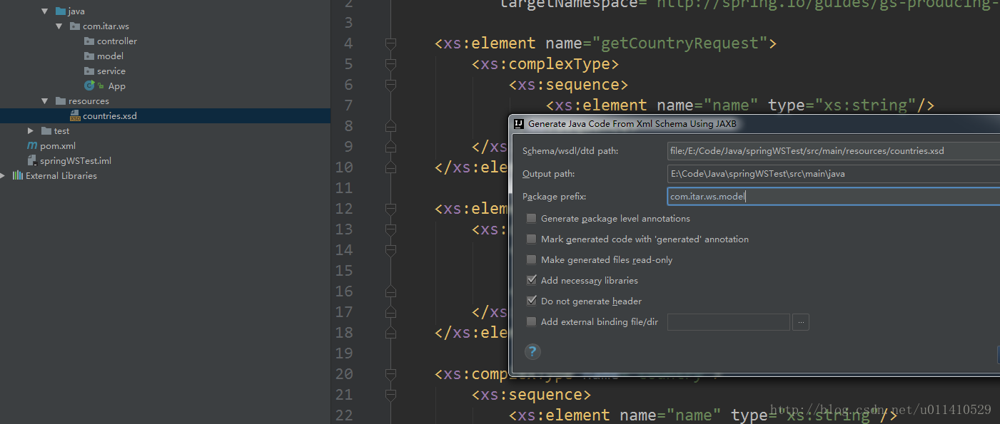 java
com.itar.ws
controller
model
service
App
resources
countries.xsd
test
pom.xml
springWSTest.iml
External Libraries
2 targetNamespace="http://spring.io/guides/gs-producing-
3
4 <xs:element name="getCountryRequest">
5 <xs:complexType>
6 <xs:sequence>
7 <xs:element name="name" type="xs:string"/>
8
9 </xs
10 </xs:ele
11
12 <xs:elem
13 <xs:
14
15
16
17 </xs
18 </xs:ele
19
20 <xs:complexType name="country">
21 <xs:sequence>
22 <xs:element name="name" type="xs:string"/>
Generate Java Code From Xml Schema Using JAXB
Schema/wsdl/dtd path: file:/E:/Code/Java/springWSTest/src/main/resources/countries.xsd
Output path: E:\Code\Java\springWSTest\src\main\java
Package prefix: com.itar.ws.model
Generate package level annotations
Mark generated code with 'generated' annotation
Make generated files read-only
Add necessary libraries
Do not generate header
Add external binding file/dir ...
?
http://blog.csdn.net/u011410529